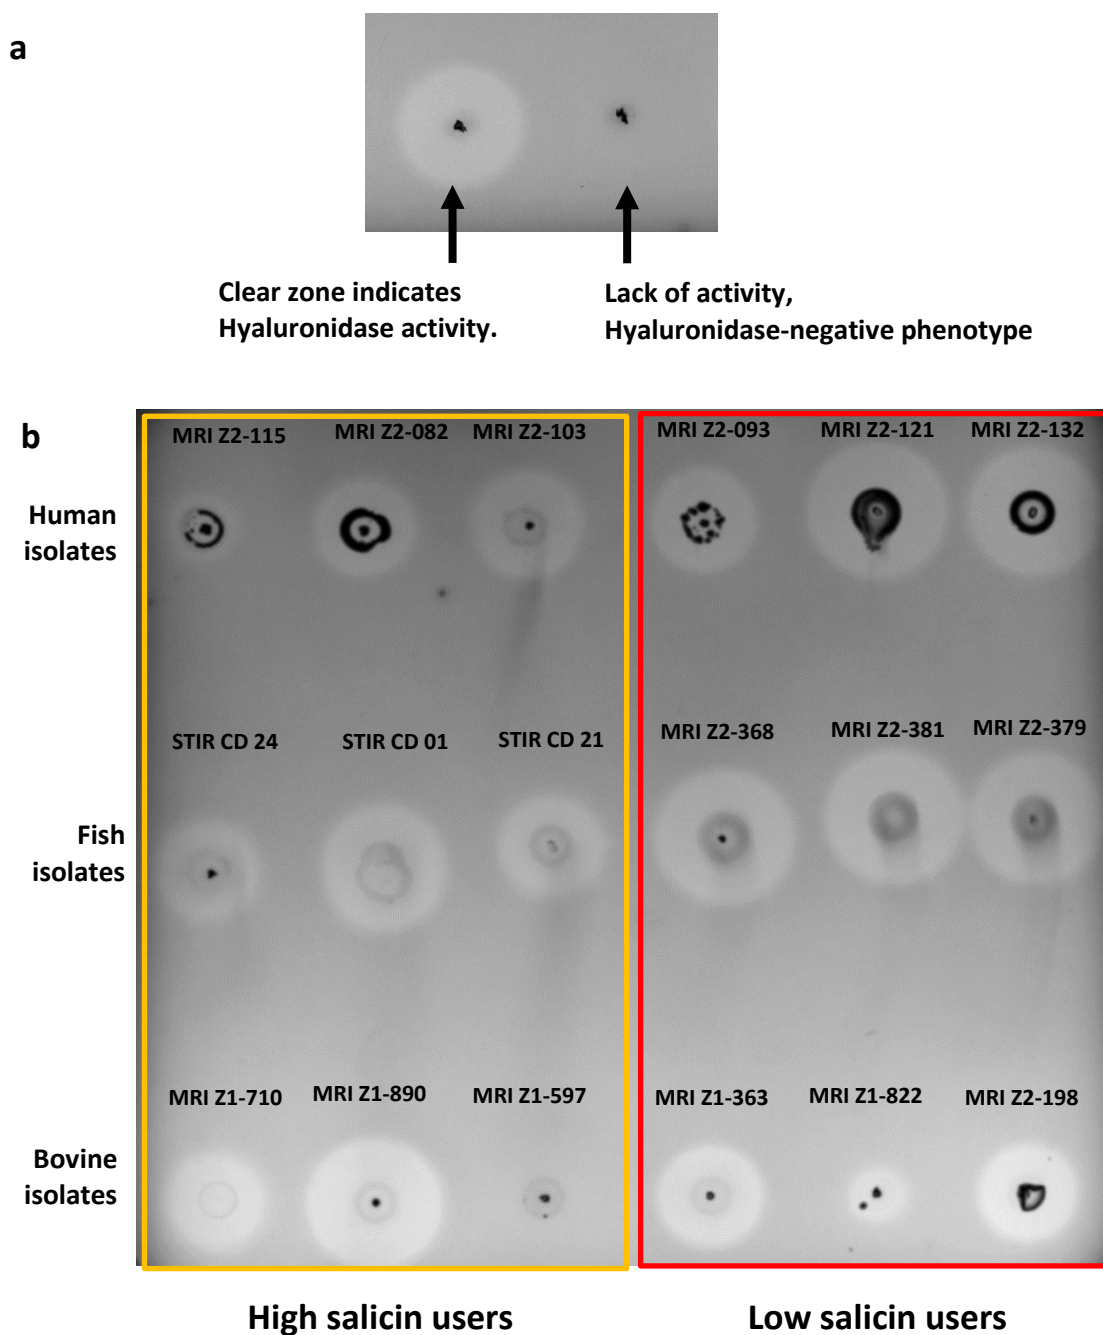 a
Clear zone indicates
Hyaluronidase activity.
Lack of activity,
Hyaluronidase-negative phenotype
b
MRI Z2-115
MRI Z2-082
MRI Z2-103
MRI Z2-093
MRI Z2-121
MRI Z2-132
Human
isolates
STIR CD 24
STIR CD 01
STIR CD 21
MRI Z2-368
MRI Z2-381
MRI Z2-379
Fish
isolates
MRI Z1-710
MRI Z1-890
MRI Z1-597
MRI Z1-363
MRI Z1-822
MRI Z2-198
Bovine
isolates
High salicin users
Low salicin users